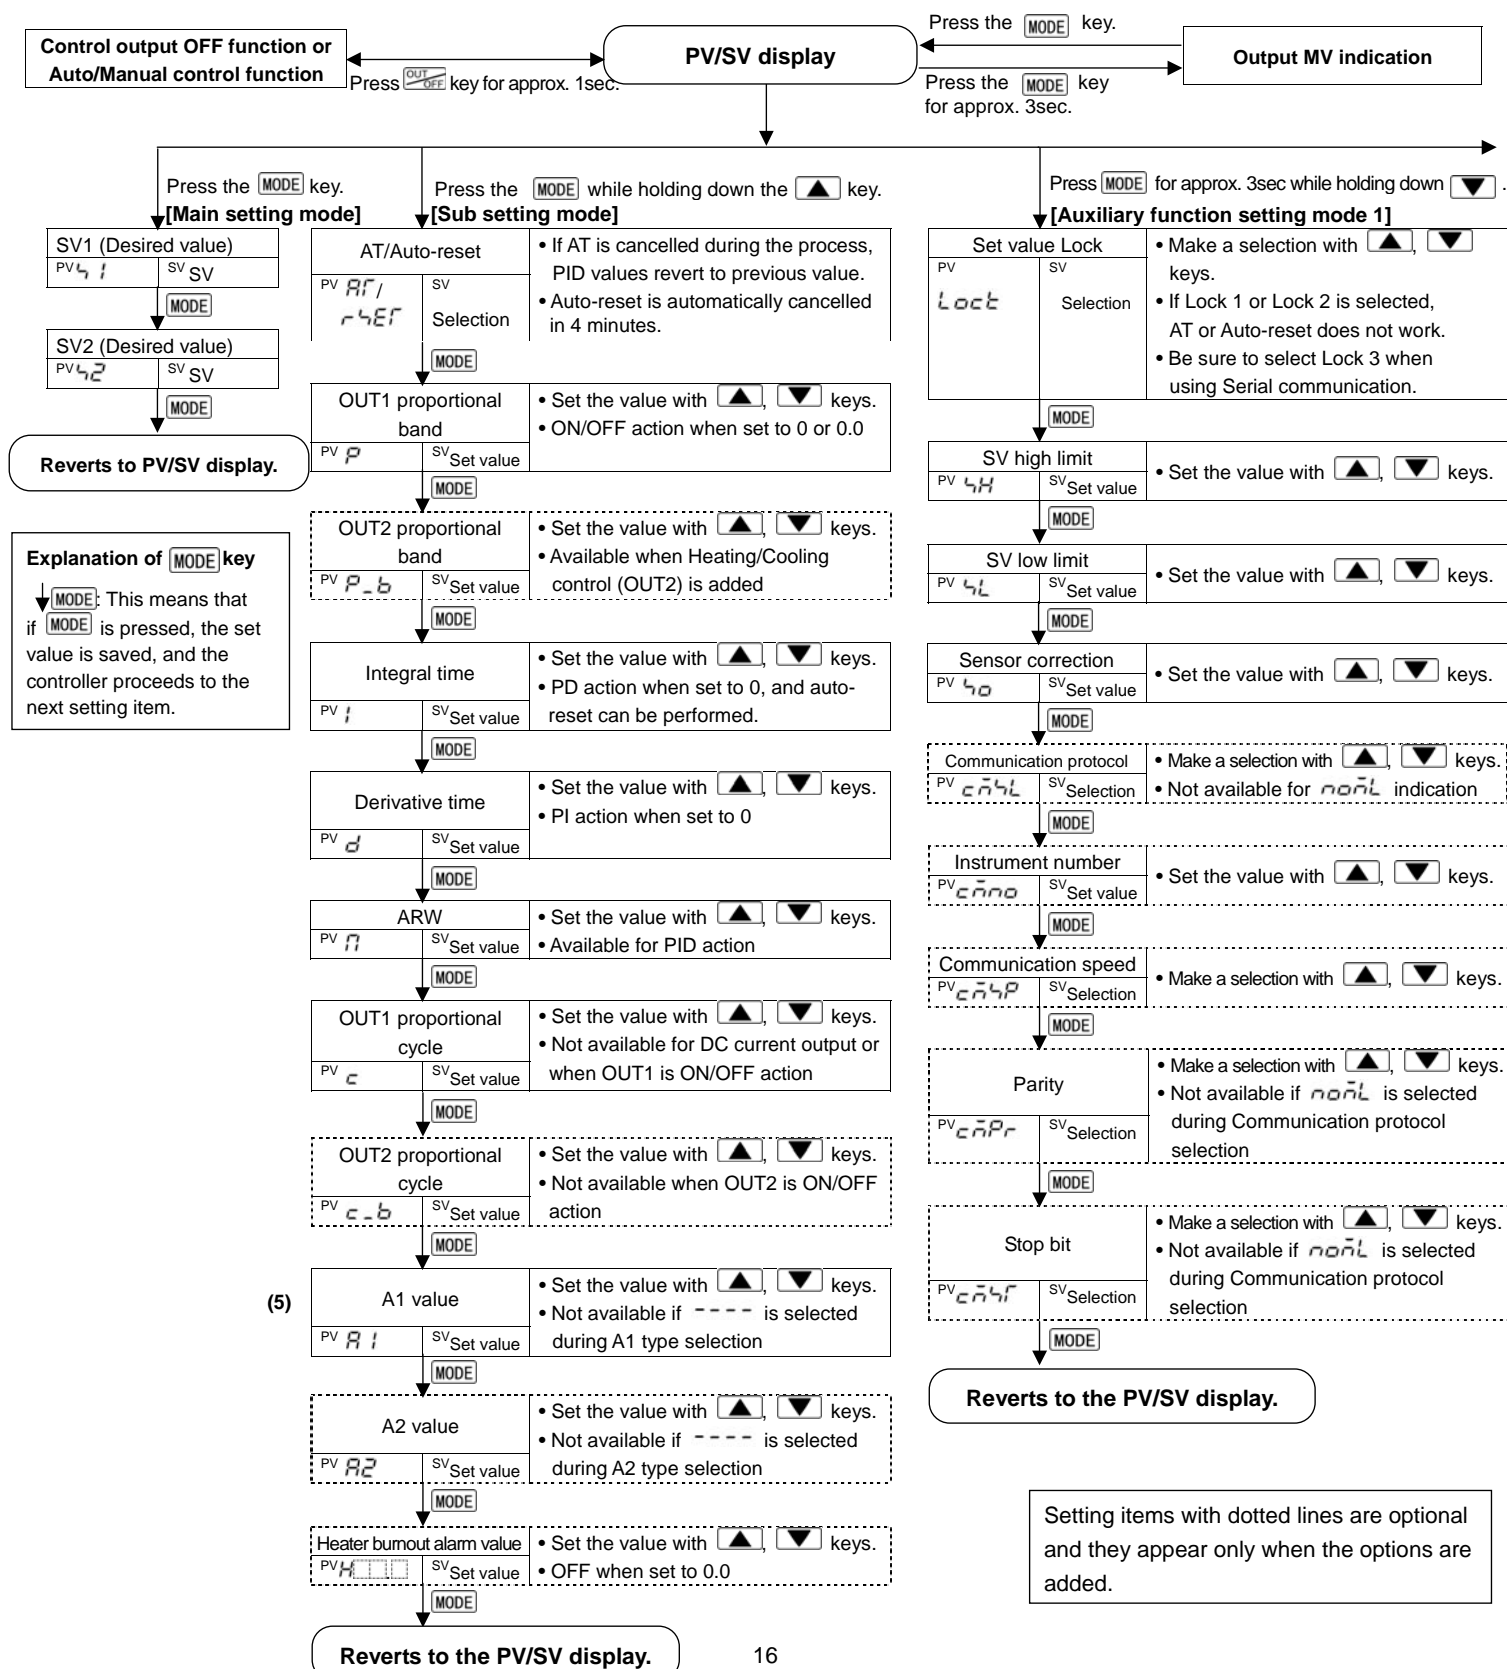 Control output OFF function or
Auto/Manual control function
Press OUT/OFF key for approx. 1sec.
PV/SV display
Press the MODE key.
Press the MODE key
for approx. 3sec.
Output MV indication
Press the MODE key.
[Main setting mode]
SV1 (Desired value)
PV S1 SV SV
MODE
SV2 (Desired value)
PV S2 SV SV
MODE
Reverts to PV/SV display.
Explanation of MODE key
MODE: This means that
if MODE is pressed, the set
value is saved, and the
controller proceeds to the
next setting item.
Press the MODE while holding down the ▲ key.
[Sub setting mode]
AT/Auto-reset
PV AT/
rSET
SV
Selection
• If AT is cancelled during the process,
PID values revert to previous value.
• Auto-reset is automatically cancelled
in 4 minutes.
MODE
OUT1 proportional
band
PV P SV Set value
• Set the value with ▲, ▼ keys.
• ON/OFF action when set to 0 or 0.0
MODE
OUT2 proportional
band
PV P_b SV Set value
• Set the value with ▲, ▼ keys.
• Available when Heating/Cooling
control (OUT2) is added
MODE
Integral time
PV I SV Set value
• Set the value with ▲, ▼ keys.
• PD action when set to 0, and auto-
reset can be performed.
MODE
Derivative time
PV d SV Set value
• Set the value with ▲, ▼ keys.
• PI action when set to 0
MODE
ARW
PV SV Set value
• Set the value with ▲, ▼ keys.
• Available for PID action
MODE
OUT1 proportional
cycle
PV c SV Set value
• Set the value with ▲, ▼ keys.
• Not available for DC current output or
when OUT1 is ON/OFF action
MODE
OUT2 proportional
cycle
PV c_b SV Set value
• Set the value with ▲, ▼ keys.
• Not available when OUT2 is ON/OFF
action
MODE
(5)
A1 value
PV A1 SV Set value
• Set the value with ▲, ▼ keys.
• Not available if ---- is selected
during A1 type selection
MODE
A2 value
PV A2 SV Set value
• Set the value with ▲, ▼ keys.
• Not available if ---- is selected
during A2 type selection
MODE
Heater burnout alarm value
PV H SV Set value
• Set the value with ▲, ▼ keys.
• OFF when set to 0.0
MODE
Reverts to the PV/SV display.
Press MODE for approx. 3sec while holding down ▼.
[Auxiliary function setting mode 1]
Set value Lock
PV
Lock
SV
Selection
• Make a selection with ▲, ▼
keys.
• If Lock 1 or Lock 2 is selected,
AT or Auto-reset does not work.
• Be sure to select Lock 3 when
using Serial communication.
MODE
SV high limit
PV SH SV Set value
• Set the value with ▲, ▼ keys.
MODE
SV low limit
PV SL SV Set value
• Set the value with ▲, ▼ keys.
MODE
Sensor correction
PV So SV Set value
• Set the value with ▲, ▼ keys.
MODE
Communication protocol
PV cmSL SV Selection
• Make a selection with ▲, ▼ keys.
• Not available for nomL indication
MODE
Instrument number
PV cmno SV Set value
• Set the value with ▲, ▼ keys.
MODE
Communication speed
PV cmSP SV Selection
• Make a selection with ▲, ▼ keys.
MODE
Parity
PV cmPr SV Selection
• Make a selection with ▲, ▼ keys.
• Not available if nomL is selected
during Communication protocol
selection
MODE
Stop bit
PV cmST SV Selection
• Make a selection with ▲, ▼ keys.
• Not available if nomL is selected
during Communication protocol
selection
MODE
Reverts to the PV/SV display.
Setting items with dotted lines are optional
and they appear only when the options are
added.
16